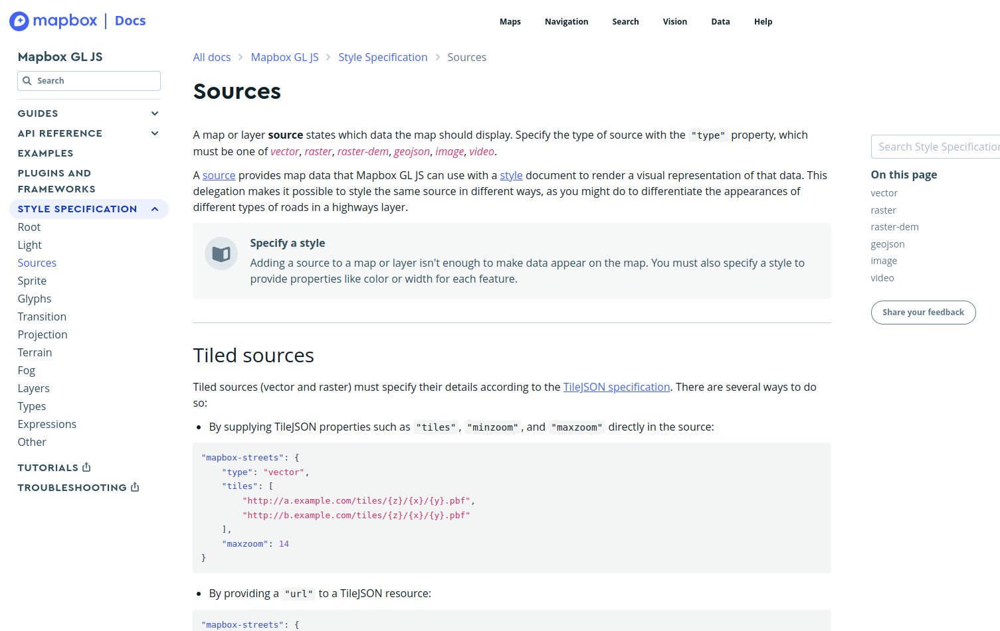 mapbox | Docs
Maps Navigation Search Vision Data Help
Mapbox GL JS
Search
GUIDES
API REFERENCE
EXAMPLES
PLUGINS AND
FRAMEWORKS
STYLE SPECIFICATION
Root
Light
Sources
Sprite
Glyphs
Transition
Projection
Terrain
Fog
Layers
Types
Expressions
Other
TUTORIALS
TROUBLESHOOTING
All docs > Mapbox GL JS > Style Specification > Sources
Sources
A map or layer source states which data the map should display. Specify the type of source with the "type" property, which
must be one of vector, raster, raster-dem, geojson, image, video.
A source provides map data that Mapbox GL JS can use with a style document to render a visual representation of that data. This
delegation makes it possible to style the same source in different ways, as you might do to differentiate the appearances of
different types of roads in a highways layer.
Specify a style
Adding a source to a map or layer isn't enough to make data appear on the map. You must also specify a style to
provide properties like color or width for each feature.
Tiled sources
Tiled sources (vector and raster) must specify their details according to the TileJSON specification. There are several ways to do
so:
• By supplying TileJSON properties such as "tiles", "minzoom", and "maxzoom" directly in the source:
"mapbox-streets": {
    "type": "vector",
    "tiles": [
        "http://a.example.com/tiles/{z}/{x}/{y}.pbf",
        "http://b.example.com/tiles/{z}/{x}/{y}.pbf"
    ],
    "maxzoom": 14
}
• By providing a "url" to a TileJSON resource:
"mapbox-streets": {
Search Style Specification
On this page
vector
raster
raster-dem
geojson
image
video
Share your feedback